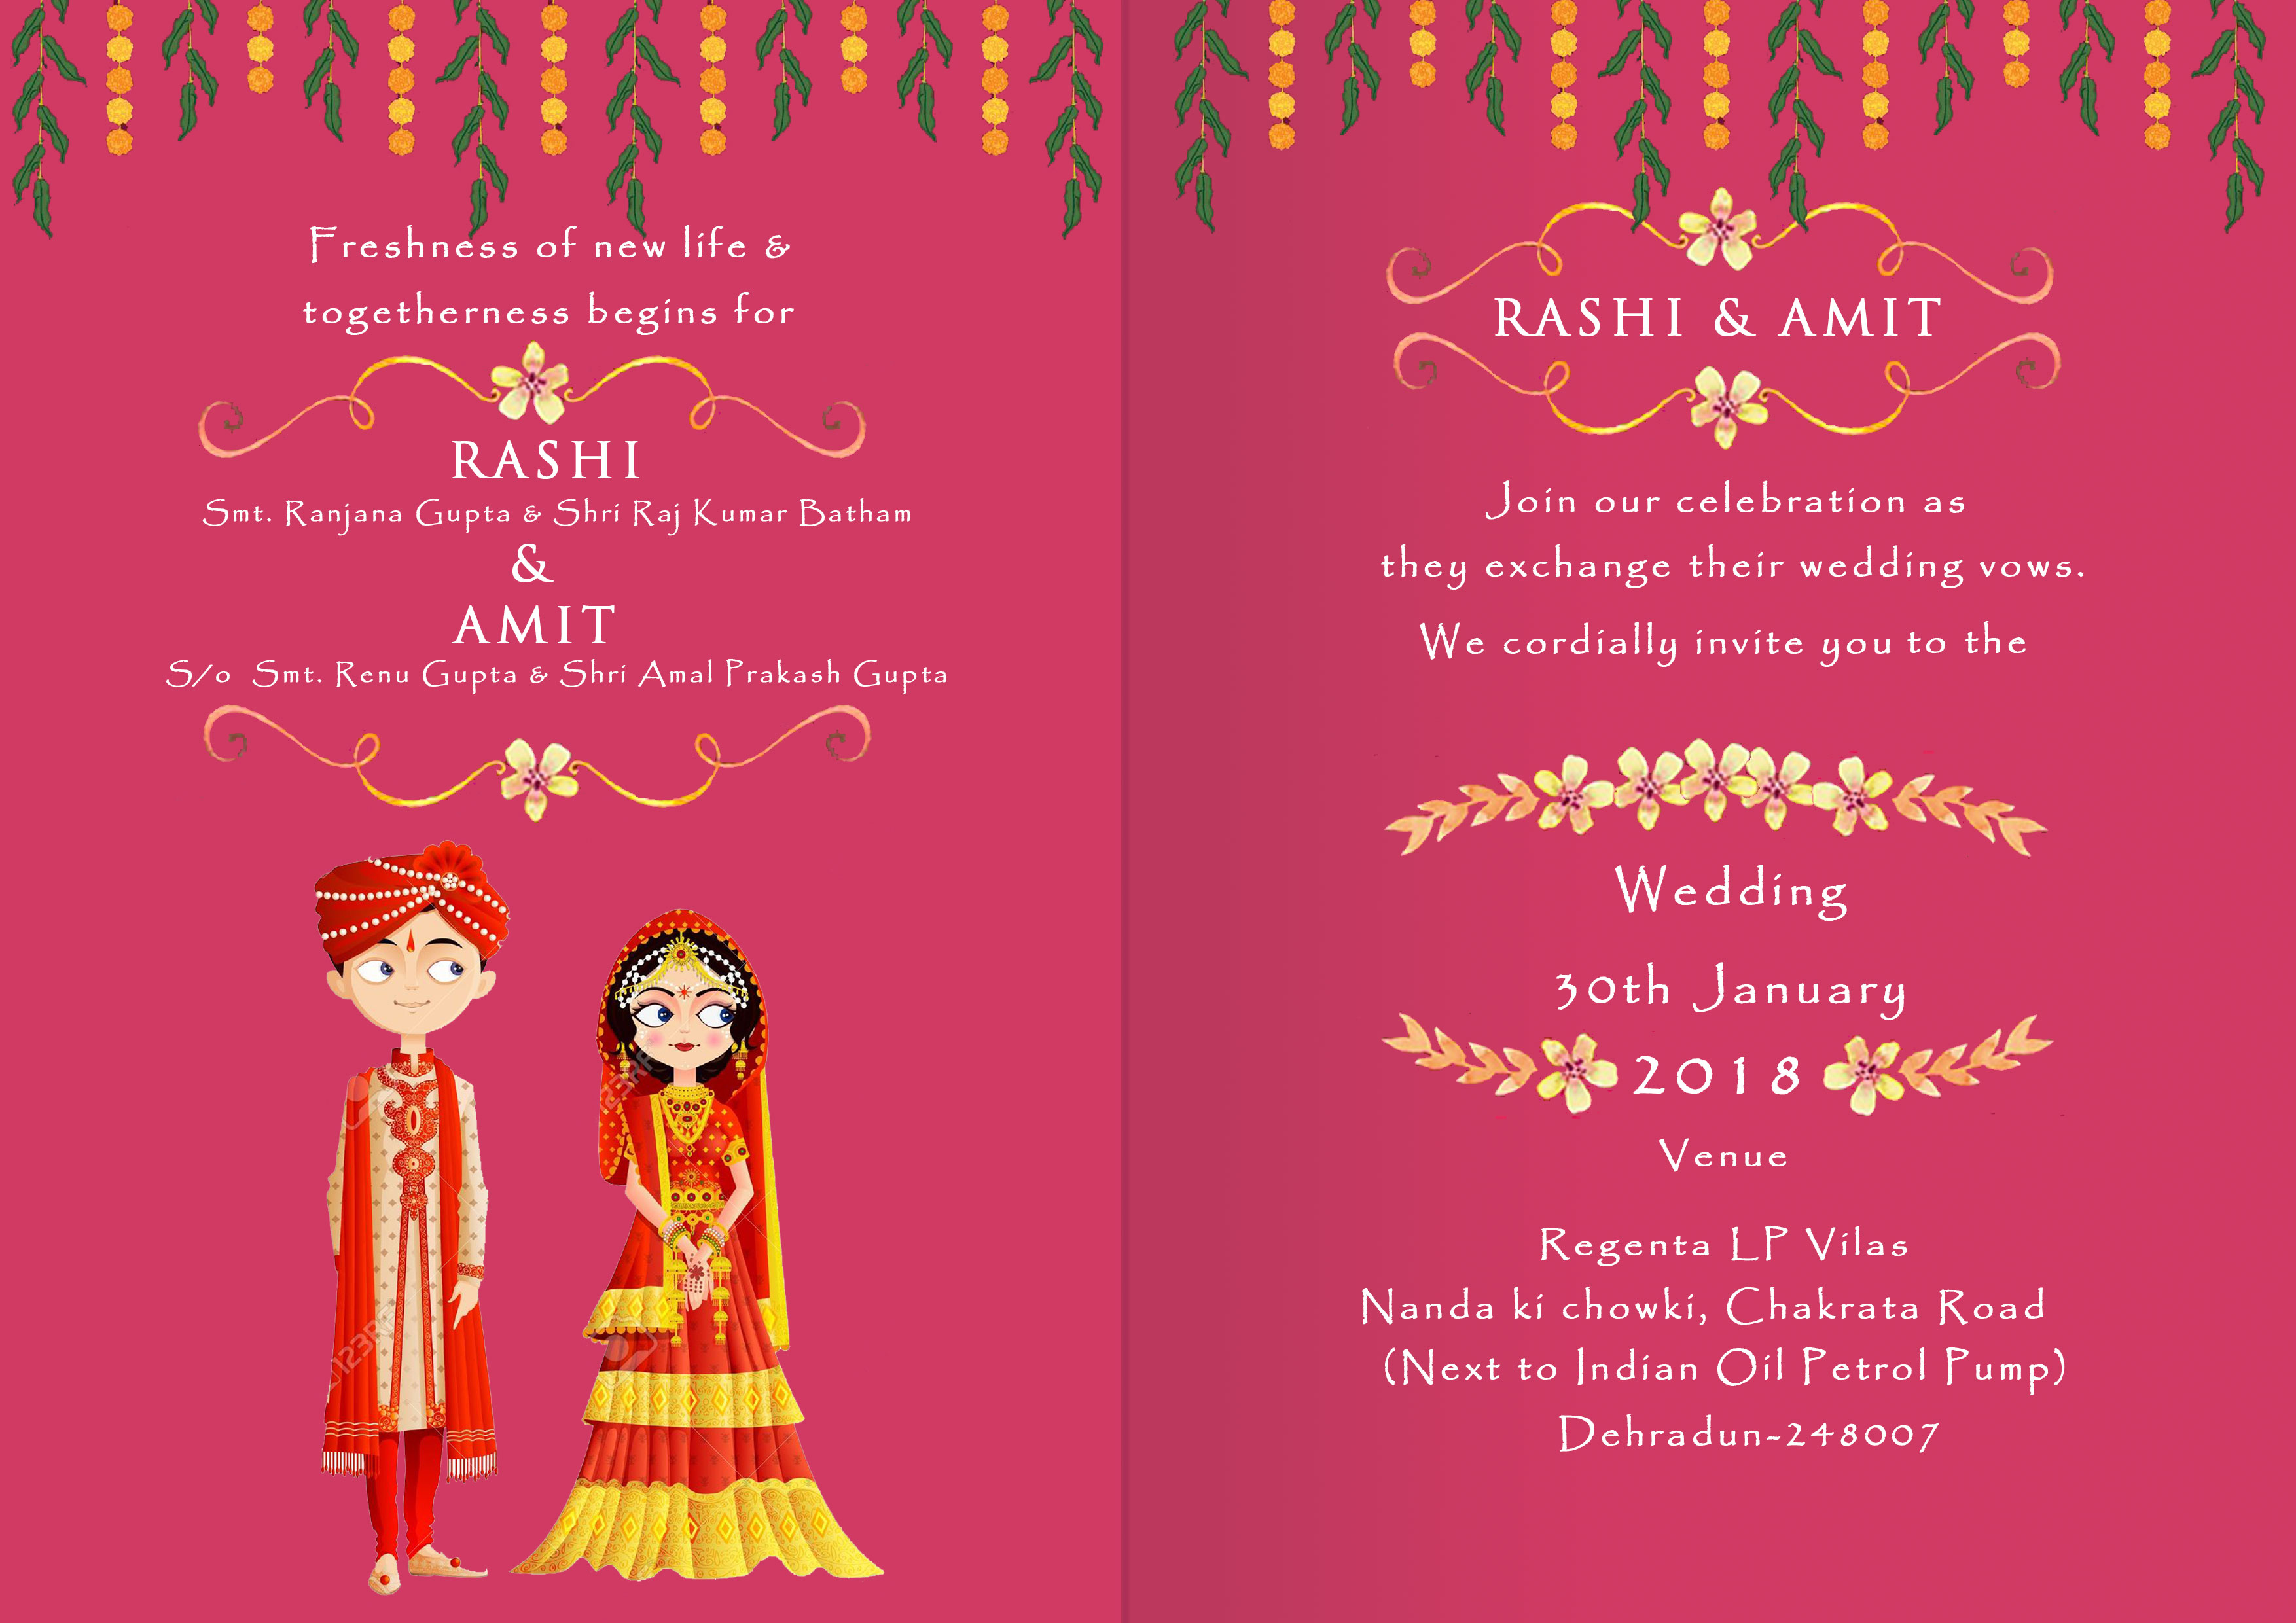 Freshness of new life &
togetherness begins for
RASHI
Smt. Ranjana Gupta & Shri Raj Kumar Batham
&
AMIT
S/o Smt. Renu Gupta & Shri Amal Prakash Gupta
RASHI & AMIT
Join our celebration as
they exchange their wedding vows.
We cordially invite you to the
Wedding
30th January
2018
Venue
Regenta LP Vilas
Nanda ki chowki, Chakrata Road
(Next to Indian Oil Petrol Pump)
Dehradun-248007